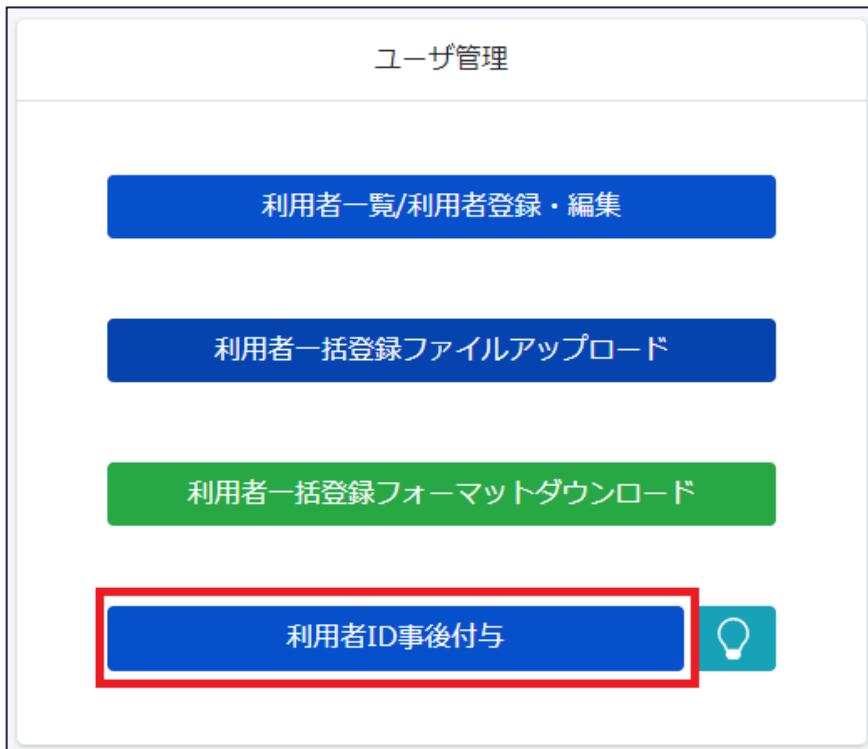 ユーザ管理
利用者一覧/利用者登録・編集
利用者一括登録ファイルアップロード
利用者一括登録フォーマットダウンロード
利用者ID事後付与